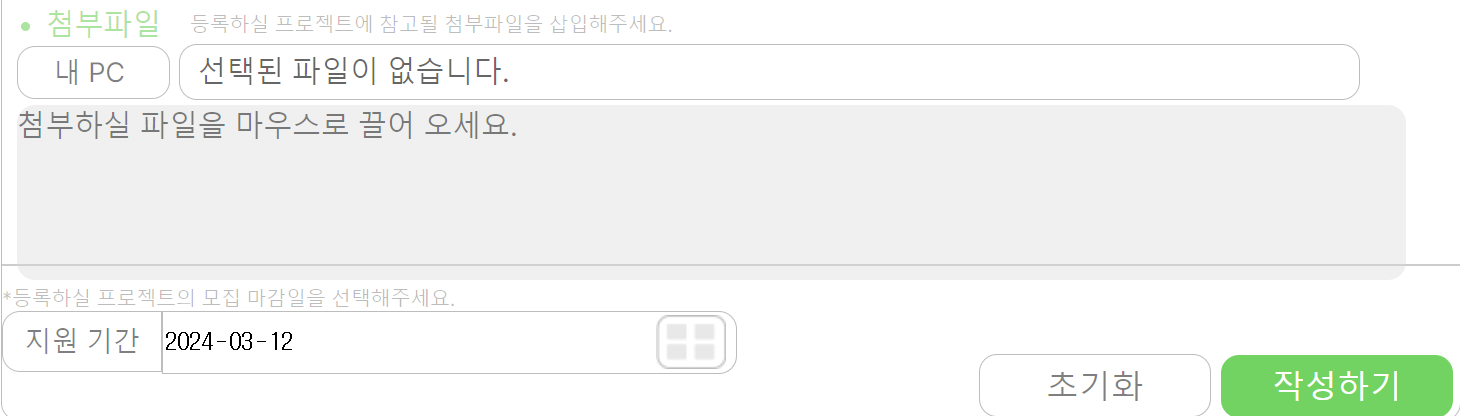 • 첨부파일 등록하실 프로젝트에 참고될 첨부파일을 삽입해주세요.
내 PC 선택된 파일이 없습니다.
첨부하실 파일을 마우스로 끌어 오세요.
*등록하실 프로젝트의 모집 마감일을 선택해주세요.
지원 기간 2024-03-12
초기화 작성하기